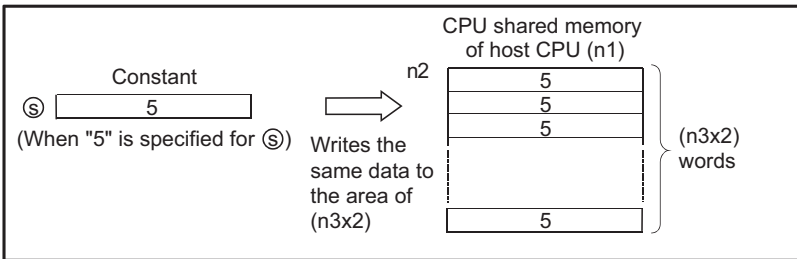 Constant
ⓢ 5
(When "5" is specified for ⓢ)
Writes the
same data to
the area of
(n3x2)
CPU shared memory
of host CPU (n1)
n2
5
5
5
5
(n3x2)
words